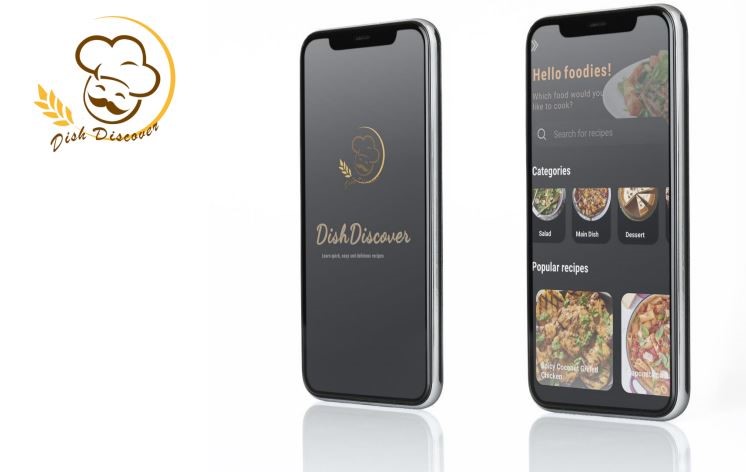 Dish Discover
DishDiscover
Learn quick, easy and delicious recipes
Hello foodies!
Which food would you
like to cook?
Search for recipes
Categories
Salad
Main Dish
Dessert
Popular recipes
Spicy Coconut Grilled
Chicken